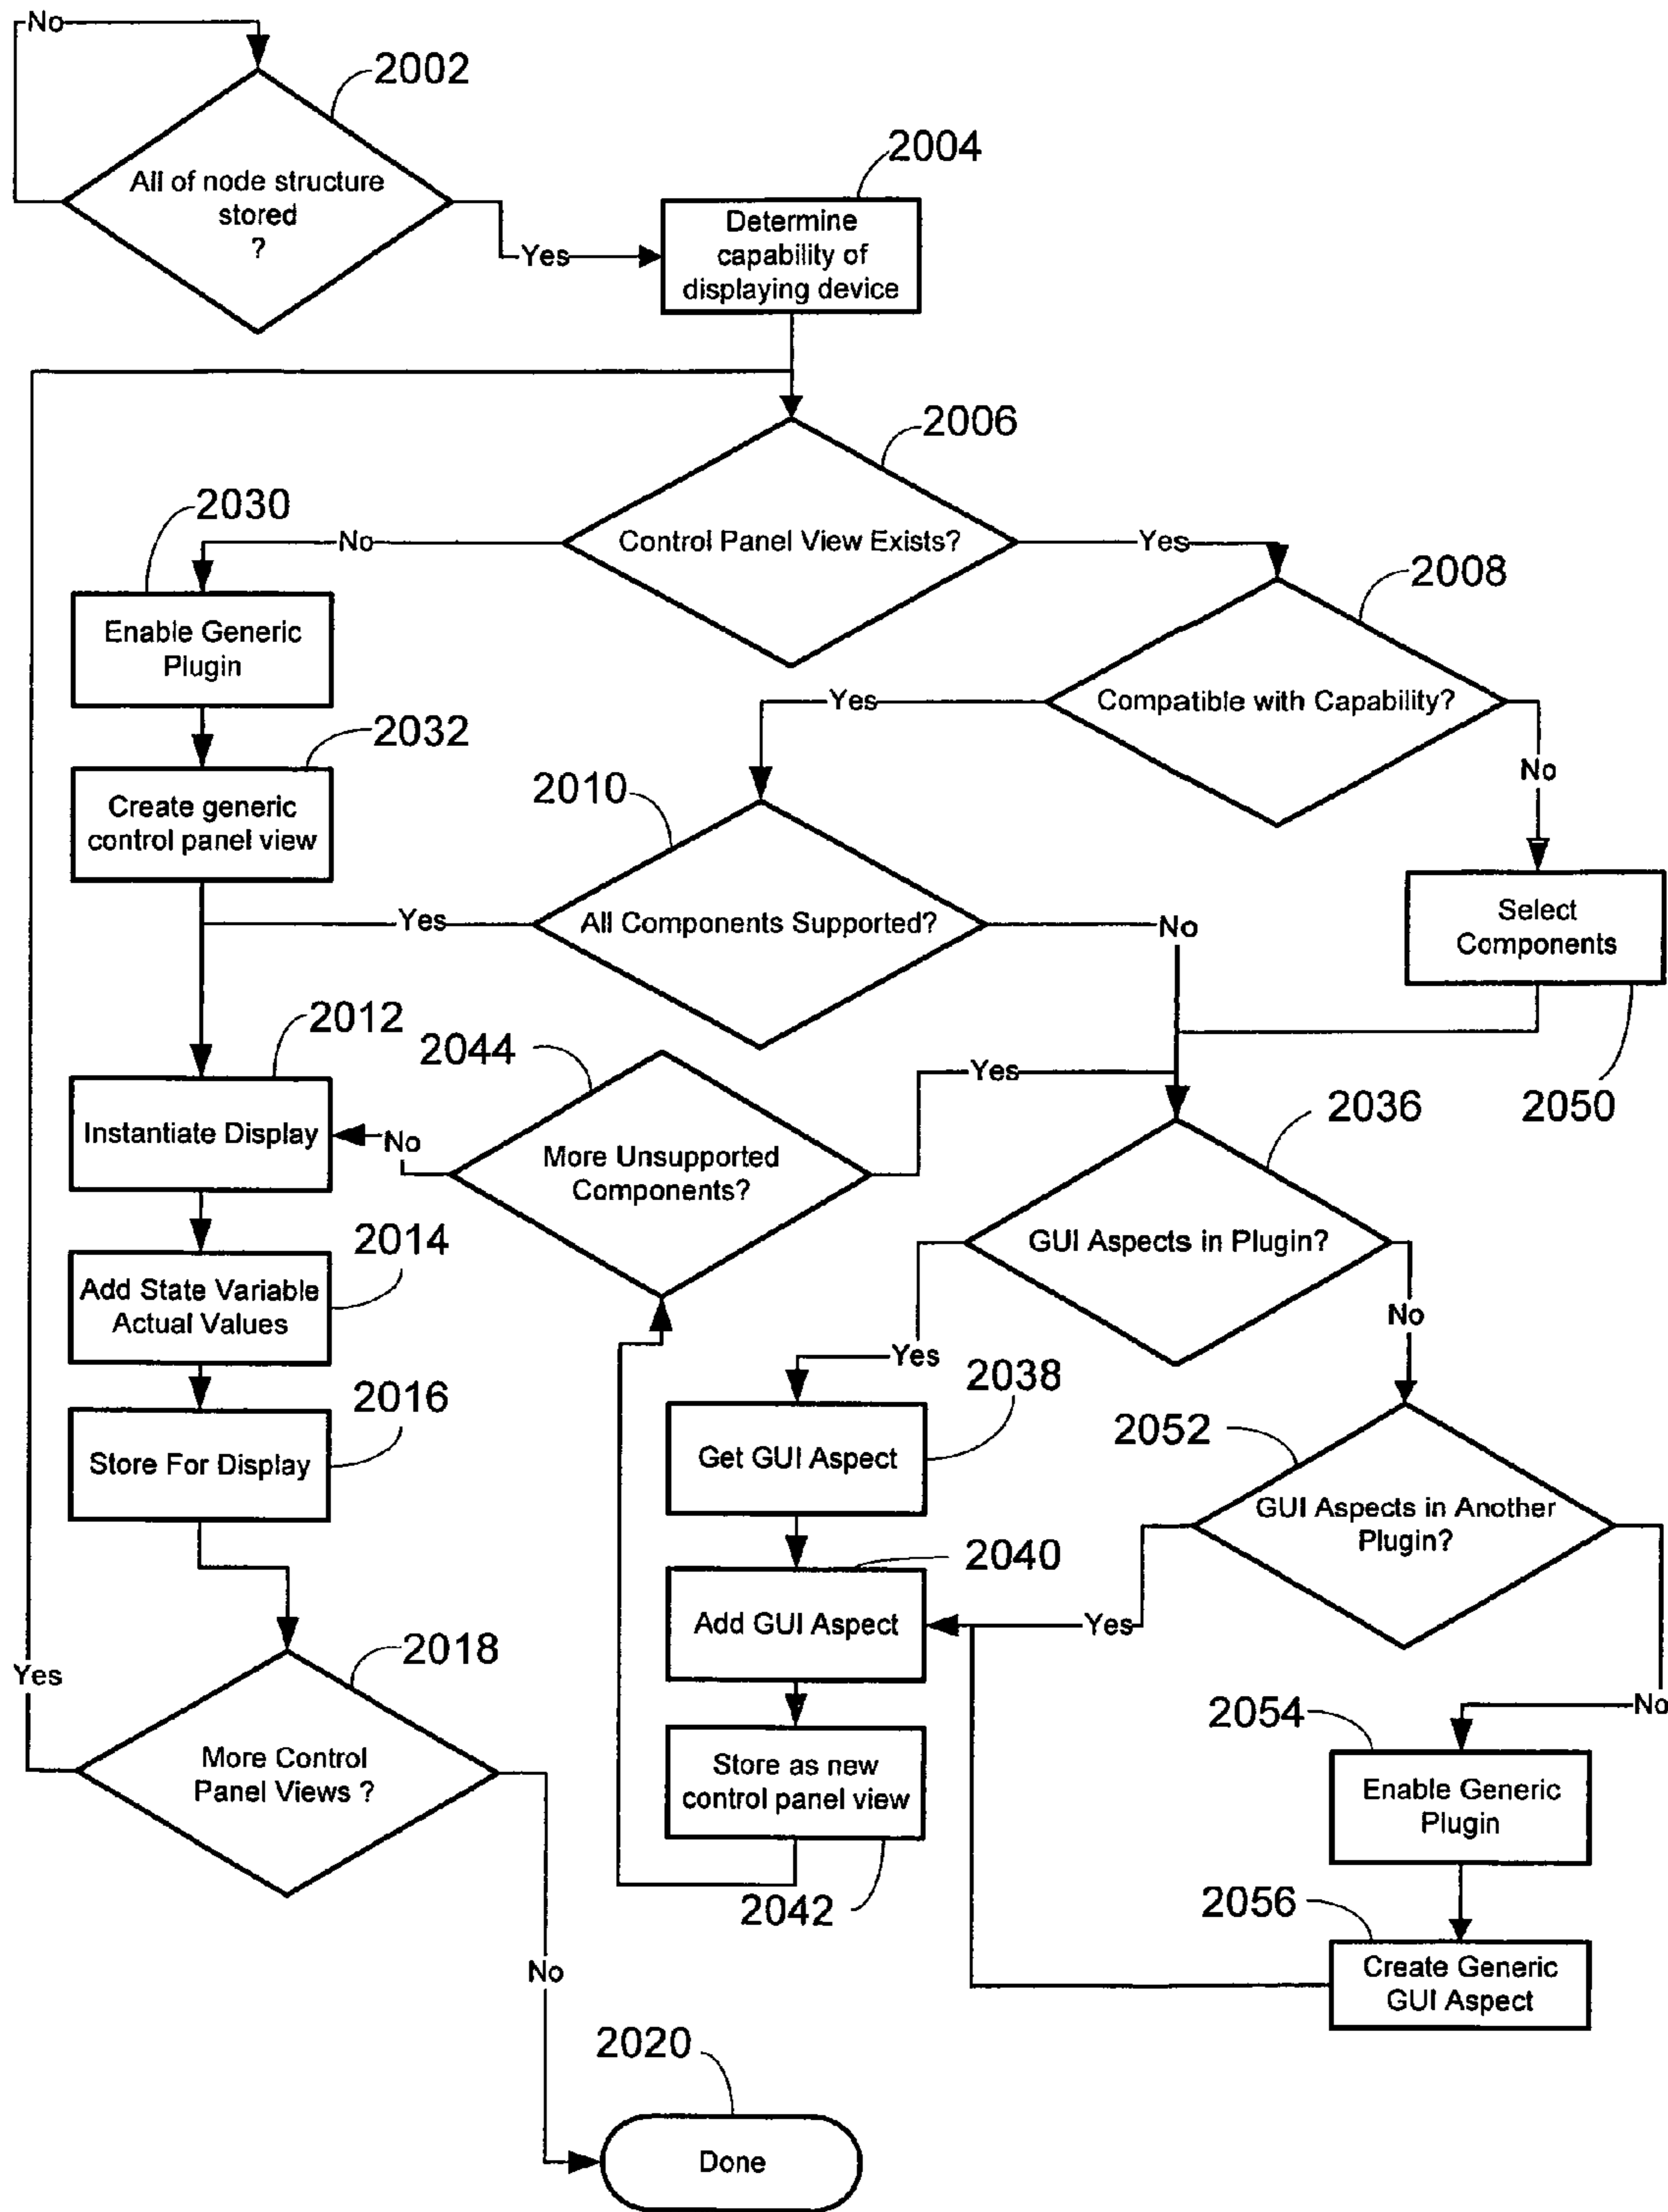 No
2002
All of node structure
stored
?
Yes
2004
Determine
capability of
displaying device
2006
Control Panel View Exists?
No
Yes
2030
Enable Generic
Plugin
2008
Compatible with Capability?
Yes
No
2032
Create generic
control panel view
2010
All Components Supported?
Yes
No
Select
Components
2050
2012
Instantiate Display
2044
More Unsupported
Components?
No
Yes
2036
GUI Aspects in Plugin?
Yes
No
2014
Add State Variable
Actual Values
2016
Store For Display
2038
Get GUI Aspect
2052
GUI Aspects in Another
Plugin?
Yes
No
2040
Add GUI Aspect
2018
More Control
Panel Views ?
Yes
No
Store as new
control panel view
2042
2054
Enable Generic
Plugin
2056
Create Generic
GUI Aspect
2020
Done